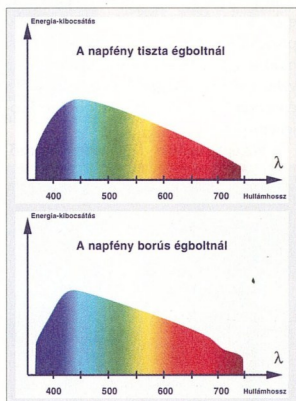 Energia-kibocsátás
A napfény tiszta égboltnál
λ
400 500 600 700 Hullámhossz
Energia-kibocsátás
A napfény borús égboltnál
λ
400 500 600 700 Hullámhossz